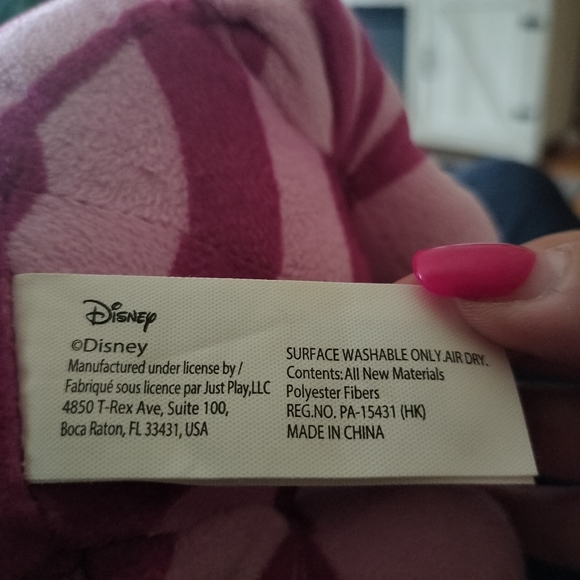 Disney
©Disney
Manufactured under license by /
Fabriqué sous licence par Just Play,LLC
4850 T-Rex Ave, Suite 100,
Boca Raton, FL 33431, USA
SURFACE WASHABLE ONLY.AIR DRY.
Contents:All New Materials
Polyester Fibers
REG.NO. PA-15431 (HK)
MADE IN CHINA